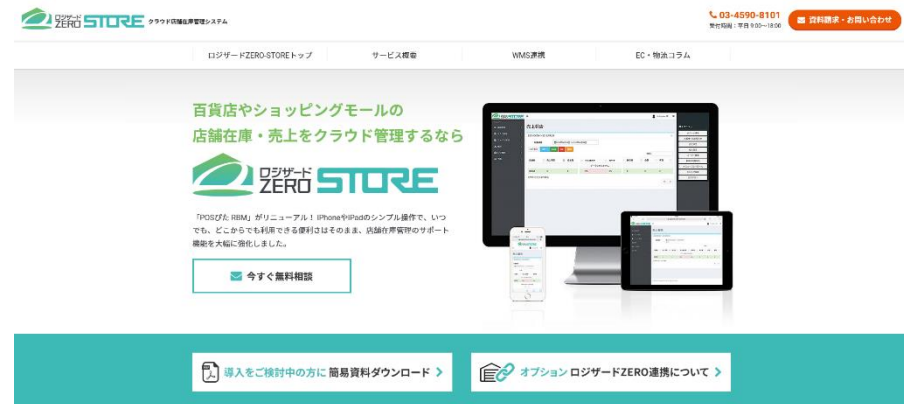 ロジザード ZERO STORE クラウド店舗在庫管理システム
03-4590-8101
受付時間：平日 9:00～18:00
資料請求・お問い合わせ
ロジザードZERO-STOREトップ
サービス概要
WMS連携
EC・物流コラム
百貨店やショッピングモールの
店舗在庫・売上をクラウド管理するなら
ロジザード
ZERO STORE
「POSぴた RBM」がリニューアル！ iPhoneやiPadのシンプル操作で、いつ
でも、どこからでも利用できる便利さはそのまま、店舗在庫管理のサポート
機能を大幅に強化しました。
今すぐ無料相談
導入をご検討中の方に 簡易資料ダウンロード
オプション ロジザードZERO連携について